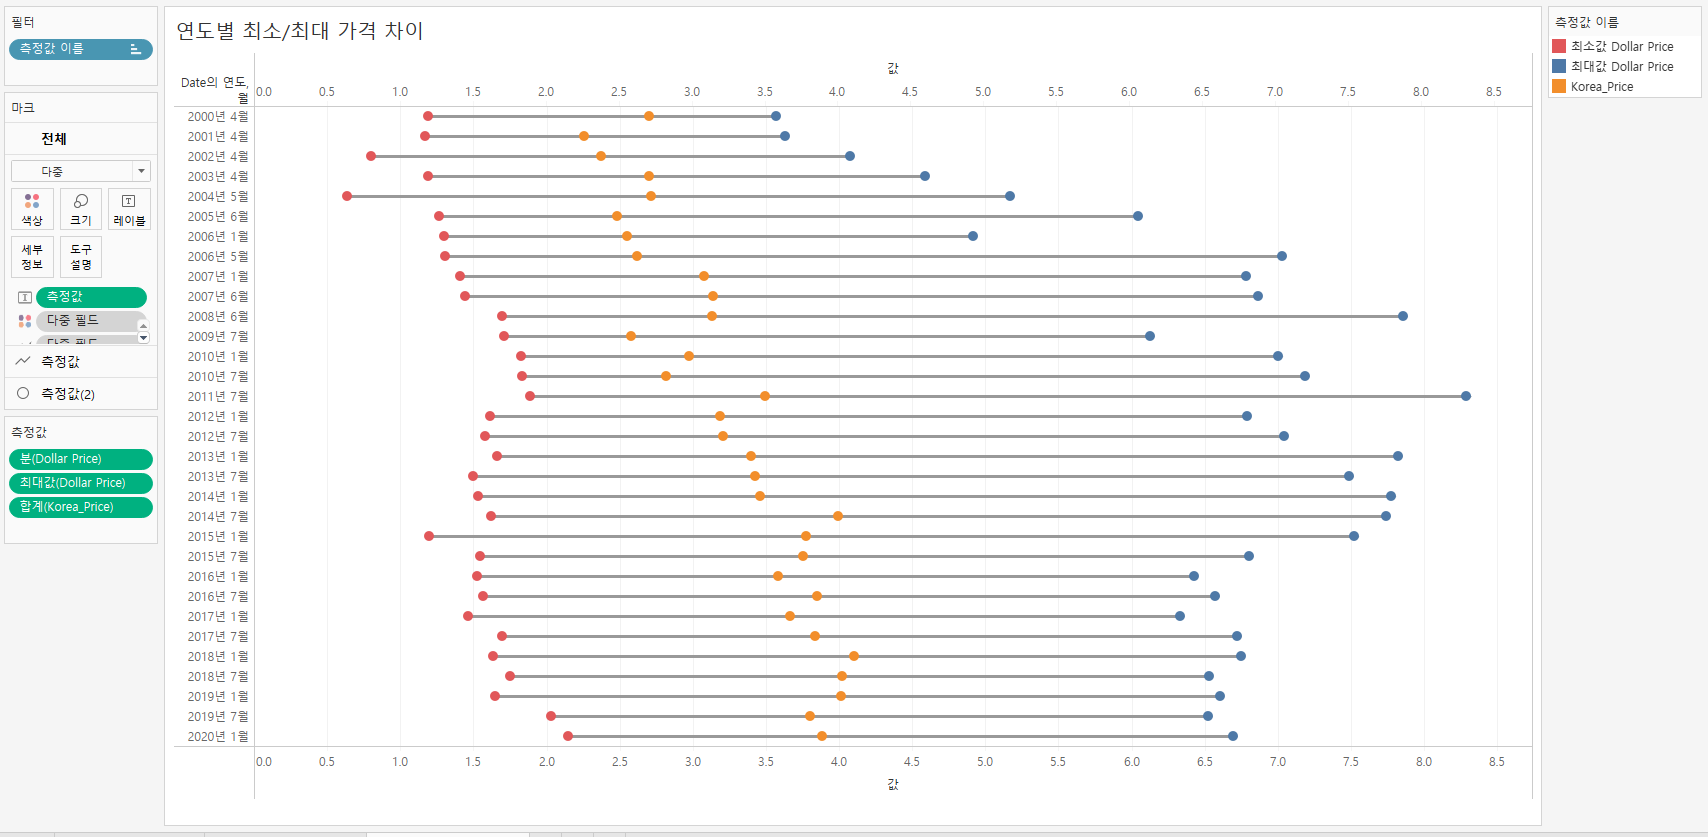 필터
측정값 이름
마크
전체
다중
색상
크기
레이블
세부
정보
도구
설명
측정값
다중 필드
다중 필드
측정값
측정값(2)
측정값
분(Dollar Price)
최대값(Dollar Price)
합계(Korea_Price)
연도별 최소/최대 가격 차이
값
Date의 연도,
월
0.0 0.5 1.0 1.5 2.0 2.5 3.0 3.5 4.0 4.5 5.0 5.5 6.0 6.5 7.0 7.5 8.0 8.5
2000년 4월
2001년 4월
2002년 4월
2003년 4월
2004년 5월
2005년 6월
2006년 1월
2006년 5월
2007년 1월
2007년 6월
2008년 6월
2009년 7월
2010년 1월
2010년 7월
2011년 7월
2012년 1월
2012년 7월
2013년 1월
2013년 7월
2014년 1월
2014년 7월
2015년 1월
2015년 7월
2016년 1월
2016년 7월
2017년 1월
2017년 7월
2018년 1월
2018년 7월
2019년 1월
2019년 7월
2020년 1월
0.0 0.5 1.0 1.5 2.0 2.5 3.0 3.5 4.0 4.5 5.0 5.5 6.0 6.5 7.0 7.5 8.0 8.5
값
측정값 이름
최소값 Dollar Price
최대값 Dollar Price
Korea_Price